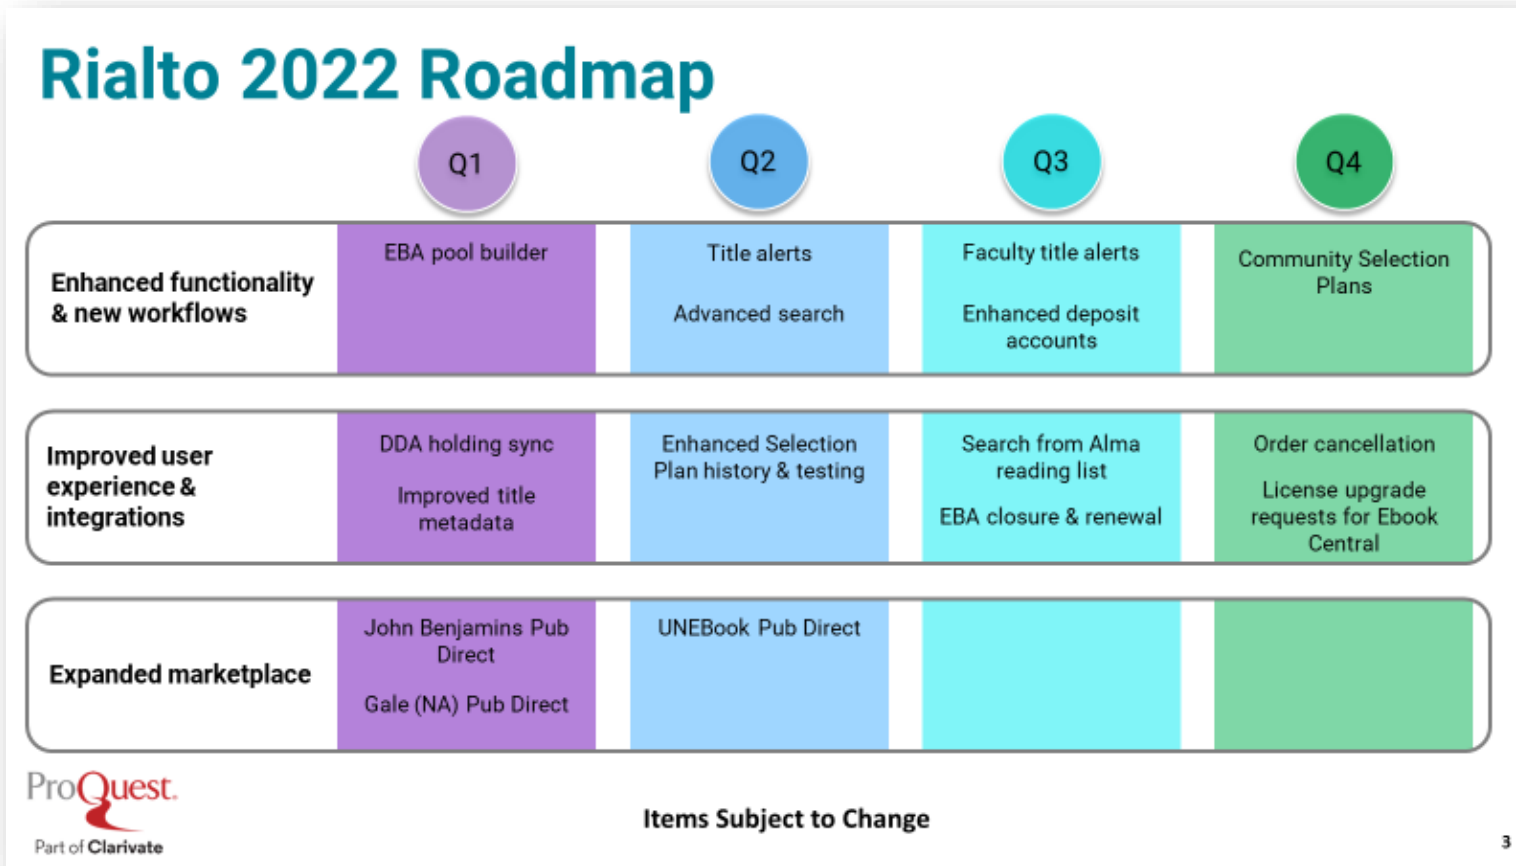 Rialto 2022 Roadmap
Q1
Q2
Q3
Q4
Enhanced functionality
& new workflows
EBA pool builder
Title alerts
Advanced search
Faculty title alerts
Enhanced deposit
accounts
Community Selection
Plans
Improved user
experience &
integrations
DDA holding sync
Improved title
metadata
Enhanced Selection
Plan history & testing
Search from Alma
reading list
EBA closure & renewal
Order cancellation
License upgrade
requests for Ebook
Central
Expanded marketplace
John Benjamins Pub
Direct
Gale (NA) Pub Direct
UNEBook Pub Direct
ProQuest.
Part of Clarivate
Items Subject to Change
3